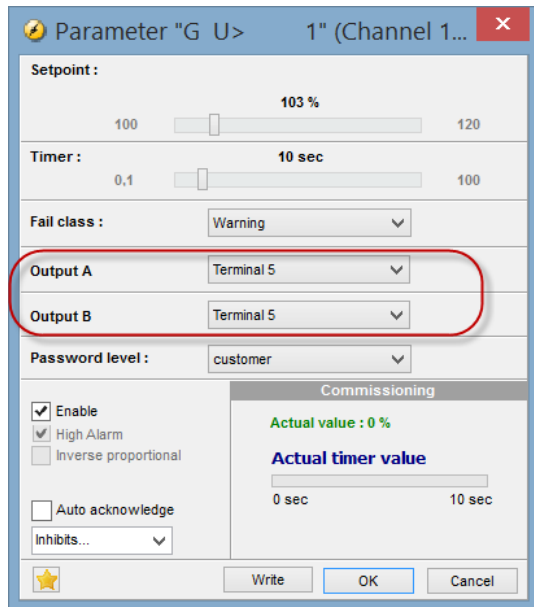 Parameter "G U> 1" (Channel 1...
Setpoint :
103 %
100 120
Timer : 10 sec
0,1 100
Fail class : Warning
Output A Terminal 5
Output B Terminal 5
Password level : customer
Commissioning
Enable
High Alarm
Inverse proportional
Auto acknowledge
Inhibits...
Actual value : 0 %
Actual timer value
0 sec 10 sec
Write OK Cancel